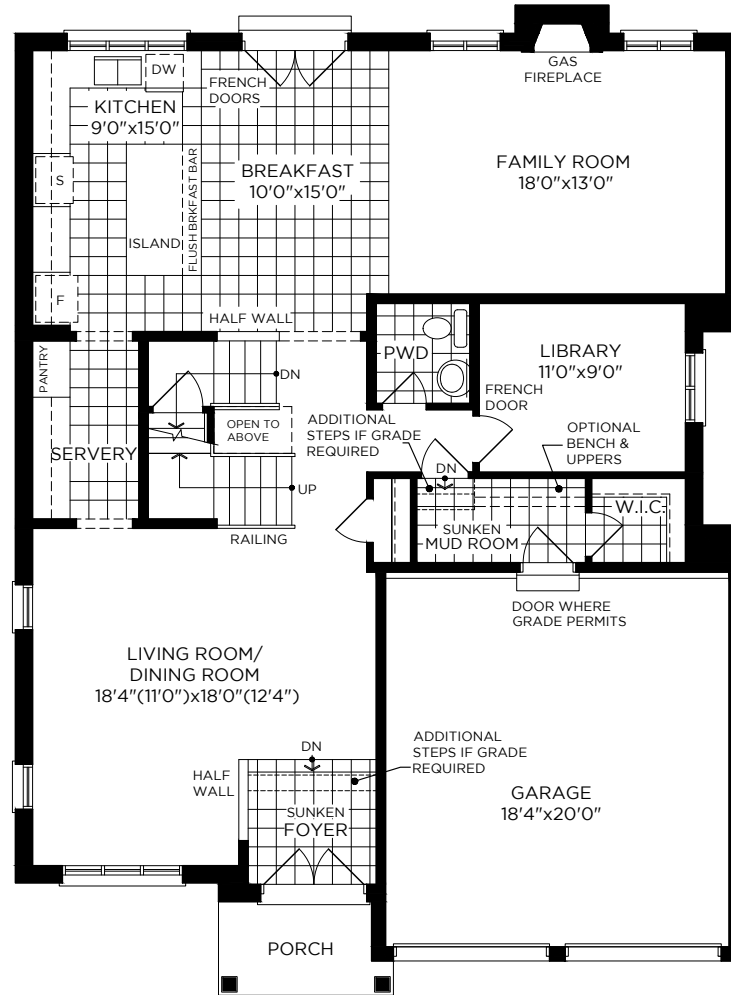 DW
GAS
FIREPLACE
FRENCH
DOORS
KITCHEN
9'0"x15'0"
FAMILY ROOM
18'0"x13'0"
BREAKFAST
10'0"x15'0"
S
FLUSH BRKFAST BAR
ISLAND
F
HALF WALL
PWD
LIBRARY
11'0"x9'0"
PANTRY
DN
FRENCH
DOOR
OPEN TO
ABOVE
ADDITIONAL
STEPS IF GRADE
REQUIRED
OPTIONAL
BENCH &
UPPERS
SERVERY
DN
UP
W.I.C.
RAILING
SUNKEN
MUD ROOM
DOOR WHERE
GRADE PERMITS
LIVING ROOM/
DINING ROOM
18'4"(11'0")x18'0"(12'4")
DN
ADDITIONAL
STEPS IF GRADE
REQUIRED
HALF
WALL
SUNKEN
FOYER
GARAGE
18'4"x20'0"
PORCH